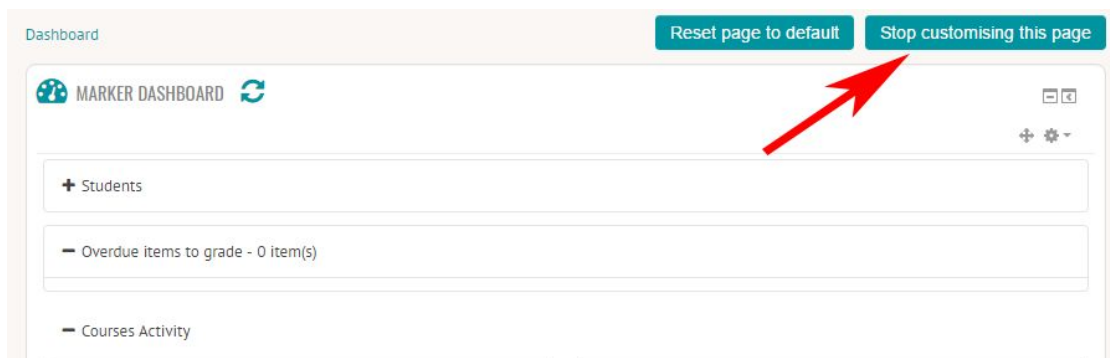 Dashboard
Reset page to default
Stop customising this page
MARKER DASHBOARD
Students
Overdue items to grade - 0 item(s)
Courses Activity